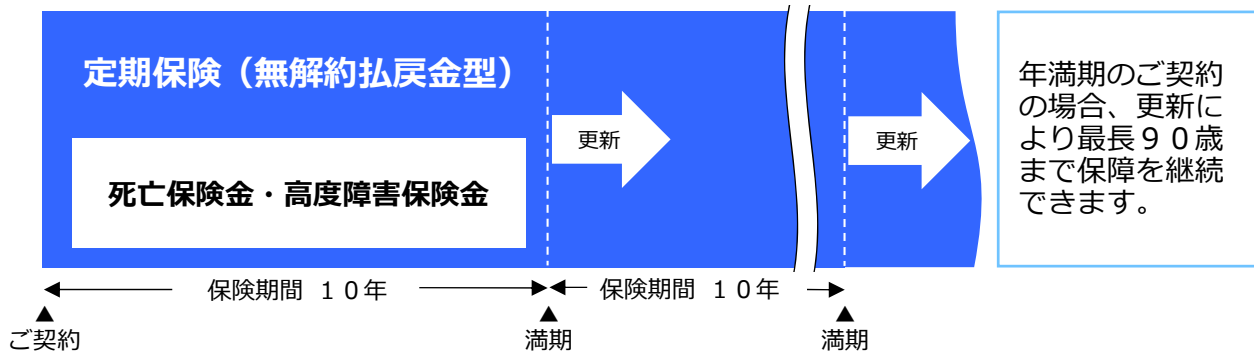 定期保険（無解約払戻金型）
死亡保険金・高度障害保険金
更新
更新
年満期のご契約
の場合、更新に
より最長９０歳
まで保障を継続
できます。
保険期間 １０年
保険期間 １０年
▲
▲
▲
ご契約
満期
満期